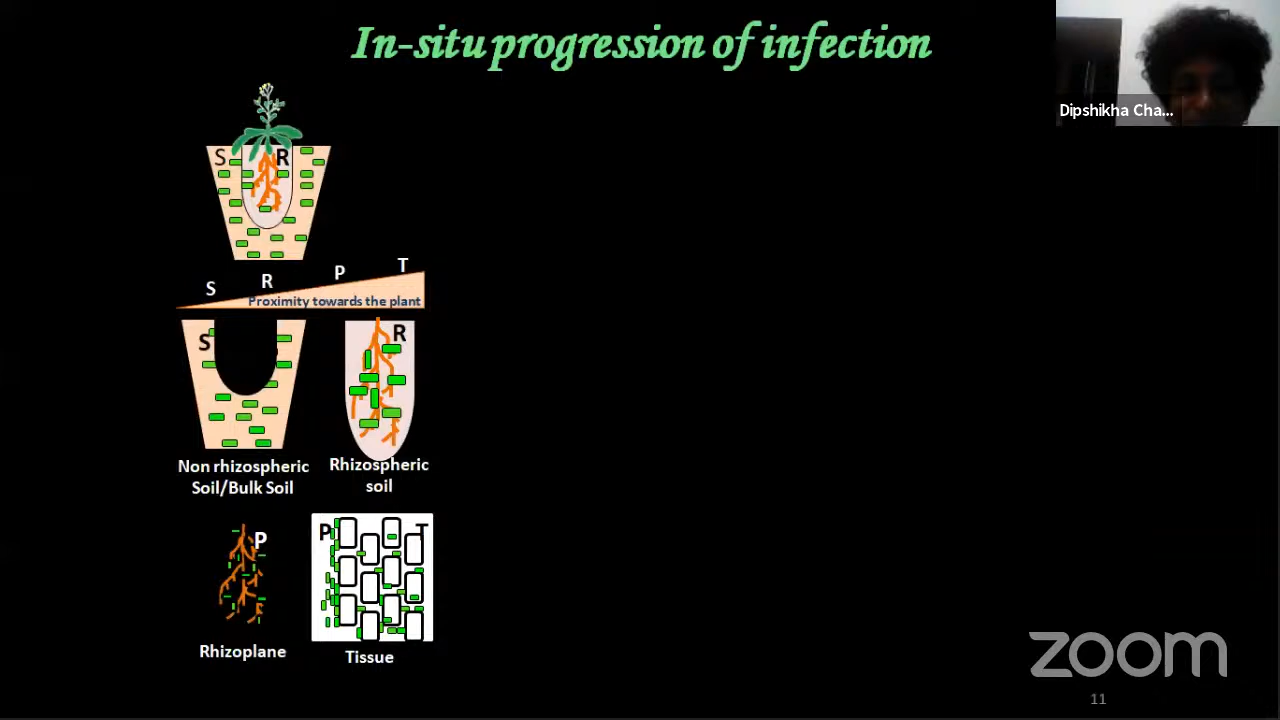 In-situ progression of infection
Dipshikha Cha...
S R
S R P T
Proximity towards the plant
S R
Non rhizospheric Rhizospheric
Soil/Bulk Soil soil
P P T
Rhizoplane Tissue
zoom
11